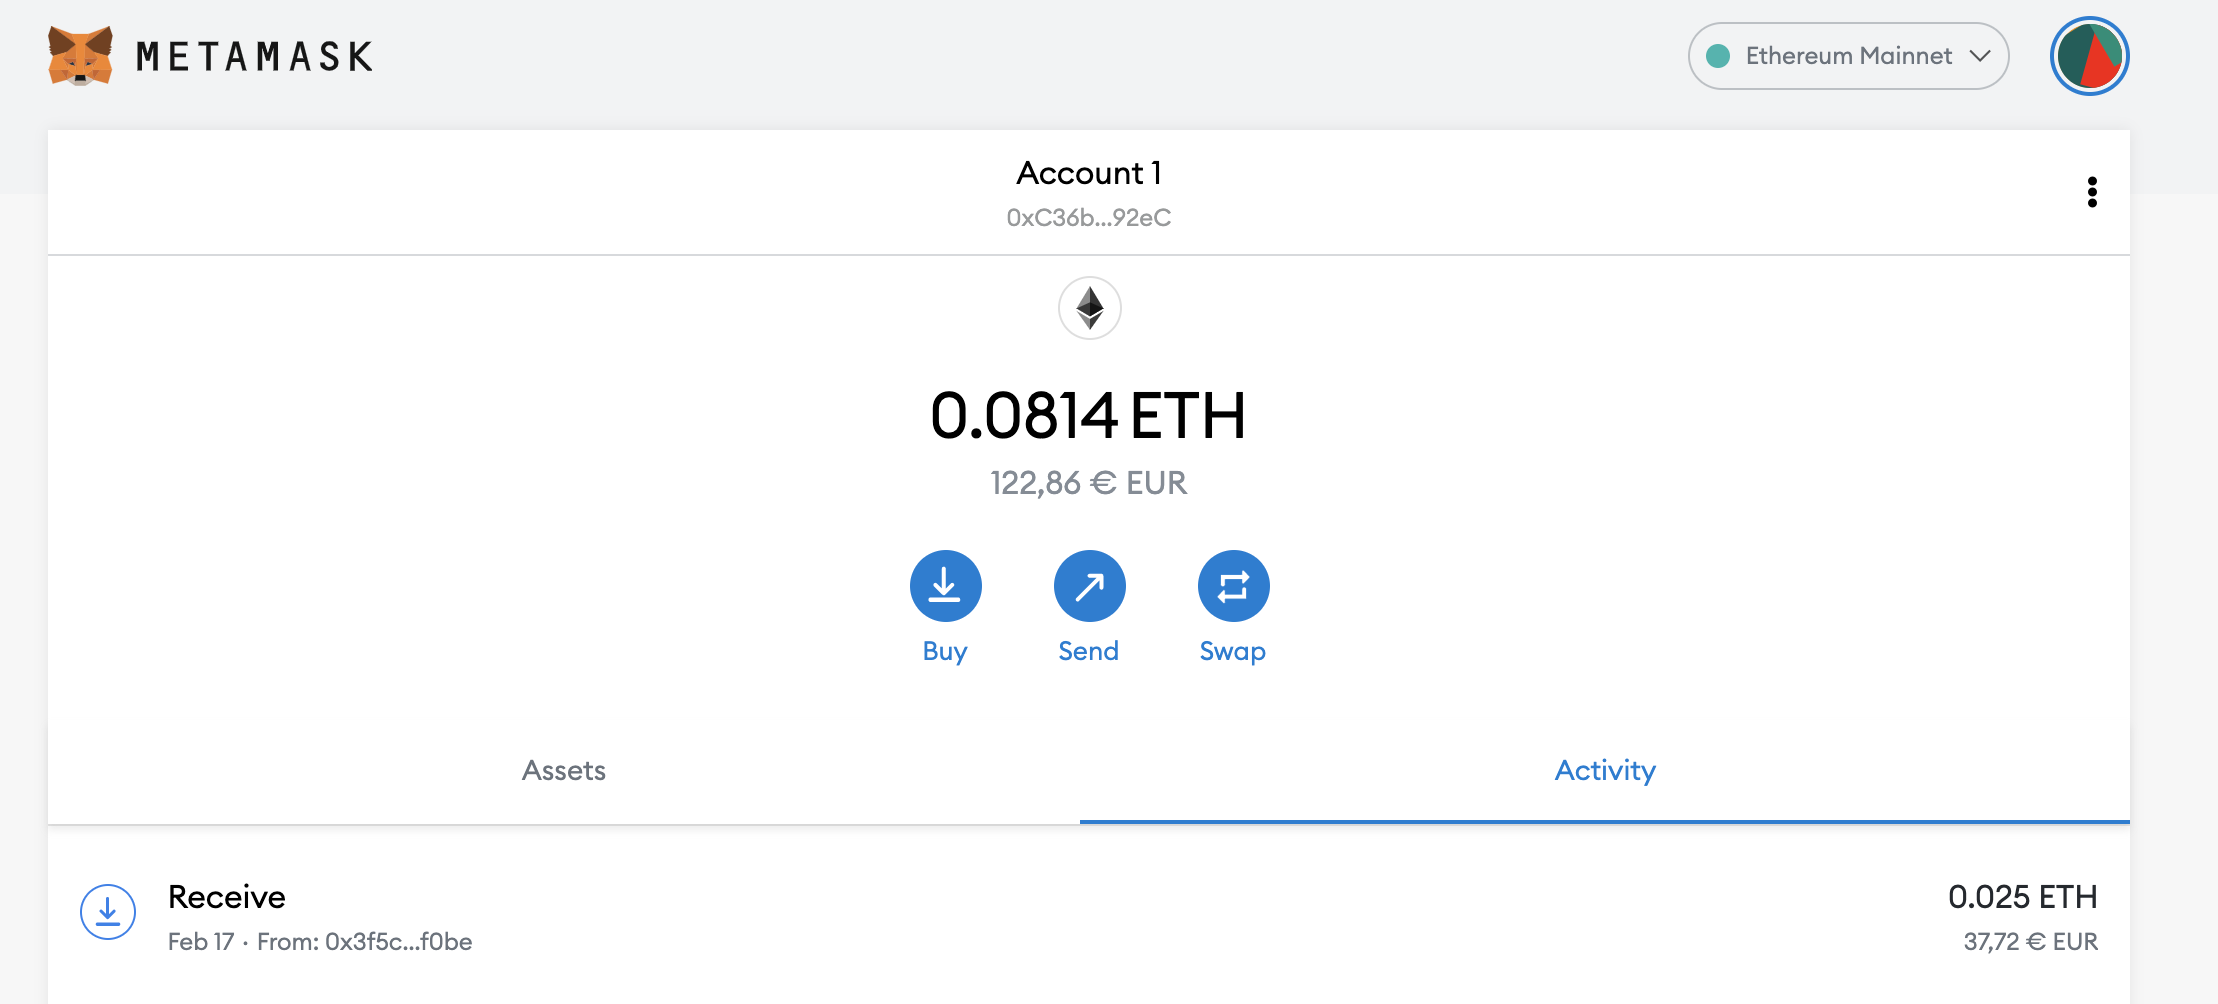 METAMASK
Ethereum Mainnet
Account 1
0xC36b...92eC
0.0814 ETH
122,86 € EUR
Buy
Send
Swap
Assets
Activity
Receive
0.025 ETH
Feb 17 · From: 0x3f5c...f0be
37,72 € EUR